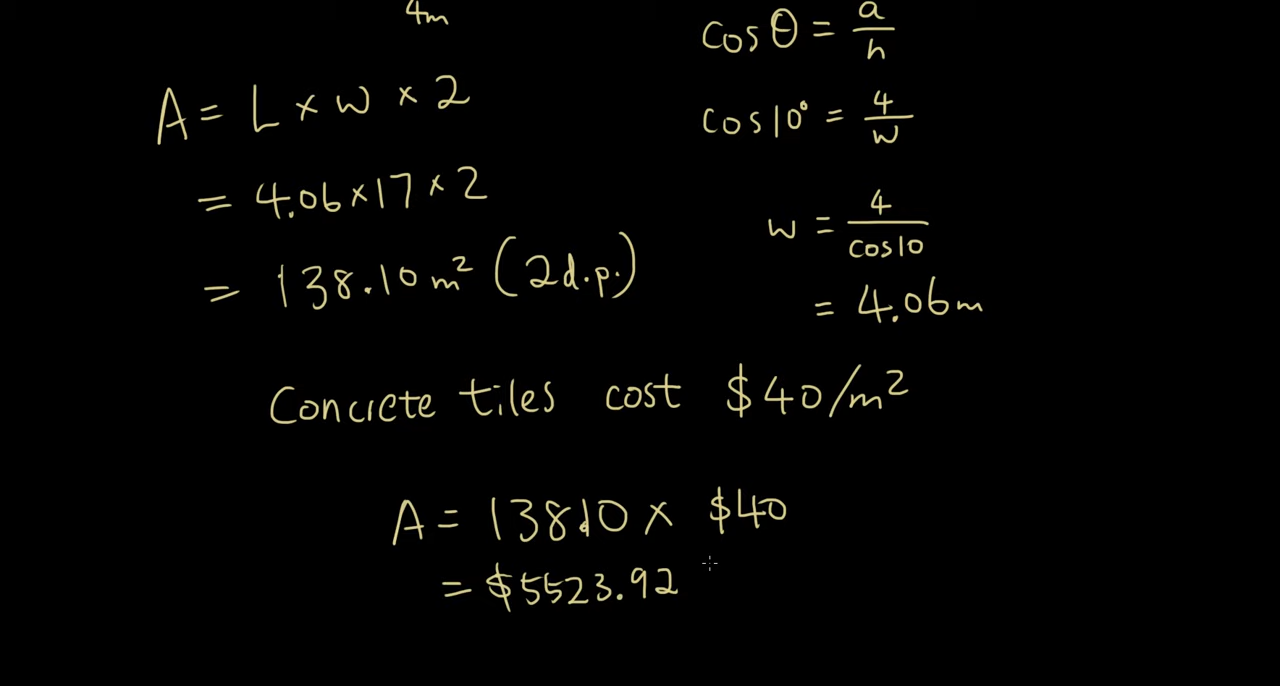 4m
A = L × W × 2
= 4.06 × 17 × 2
= 138.10 m² (2d.p.)
cos θ = a/h
cos 10° = 4/w
w = 4/cos10
= 4.06m
Concrete tiles cost $40/m²
A = 138.10 × $40
= $5523.92